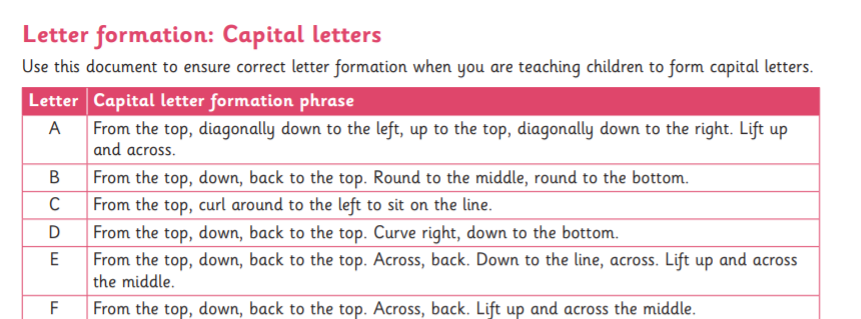 Letter formation: Capital letters
Use this document to ensure correct letter formation when you are teaching children to form capital letters.
Letter Capital letter formation phrase
A From the top, diagonally down to the left, up to the top, diagonally down to the right. Lift up
and across.
B From the top, down, back to the top. Round to the middle, round to the bottom.
C From the top, curl around to the left to sit on the line.
D From the top, down, back to the top. Curve right, down to the bottom.
E From the top, down, back to the top. Across, back. Down to the line, across. Lift up and across
the middle.
F From the top, down, back to the top. Across, back. Lift up and across the middle.